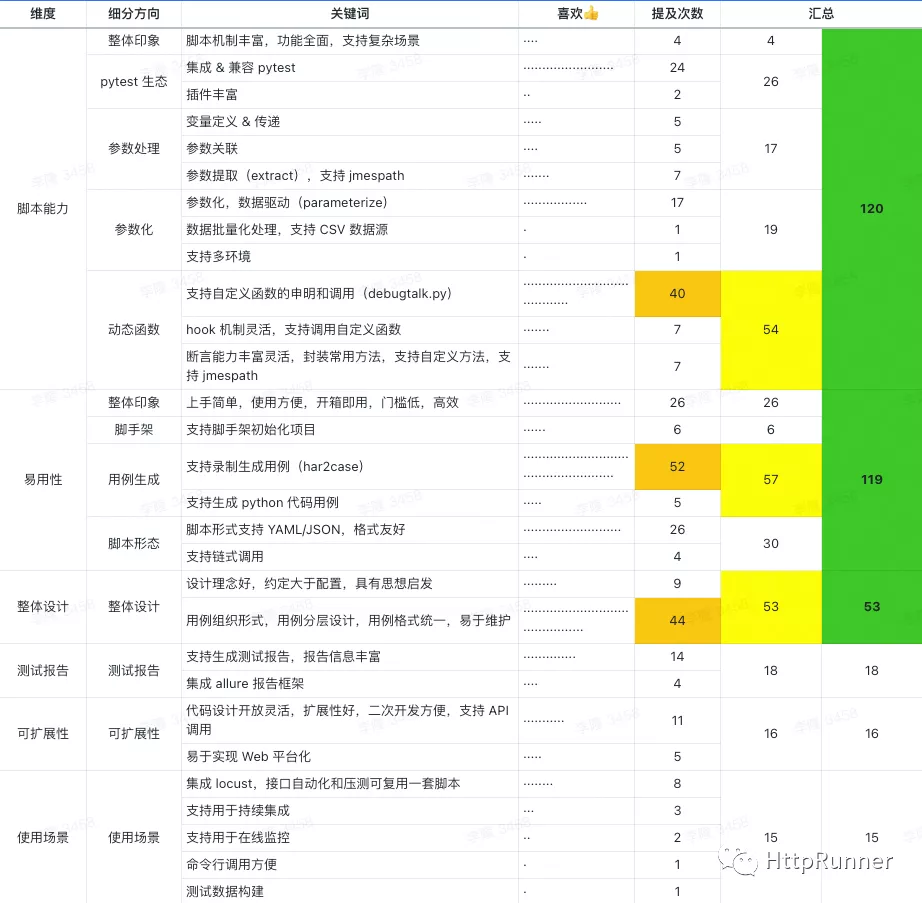 维度 细分方向 关键词 喜欢👍 提及次数 汇总
脚本能力 整体印象 脚本机制丰富，功能全面，支持复杂场景 ···· 4 4 120
pytest 生态 集成 & 兼容 pytest ······················· 24 26
插件丰富 ·· 2
参数处理 变量定义 & 传递 ····· 5 17
参数关联 ···· 5
参数提取（extract），支持 jmespath ······· 7
参数化 参数化，数据驱动（parameterize） ················ 17 19
数据批量化处理，支持 CSV 数据源 · 1
支持多环境 · 1
动态函数 支持自定义函数的申明和调用（debugtalk.py） ··························· 40 54
···········
hook 机制灵活，支持调用自定义函数 ······· 7
断言能力丰富灵活，封装常用方法，支持自定义方法，支
持 jmespath ······· 7
易用性 整体印象 上手简单，使用方便，开箱即用，门槛低，高效 ························· 26 26 119
脚手架 支持脚手架初始化项目 ······ 6 6
用例生成 支持录制生成用例（har2case） ··························· 52 57
·······················
支持生成 python 代码用例 ····· 5
脚本形态 脚本形式支持 YAML/JSON，格式友好 ························· 26 30
支持链式调用 ···· 4
整体设计 整体设计 设计理念好，约定大于配置，具有思想启发 ········· 9 53 53
用例组织形式，用例分层设计，用例格式统一，易于维护 ··························· 44
···············
测试报告 测试报告 支持生成测试报告，报告信息丰富 ·············· 14 18 18
集成 allure 报告框架 ···· 4
可扩展性 可扩展性 代码设计开放灵活，扩展性好，二次开发方便，支持 API
调用 ··········· 11 16 16
易于实现 Web 平台化 ····· 5
使用场景 使用场景 集成 locust，接口自动化和压测可复用一套脚本 ········ 8 15 15
支持用于持续集成 ··· 3
支持用于在线监控 ·· 2
命令行调用方便 · 1
测试数据构建 · 1
HttpRunner